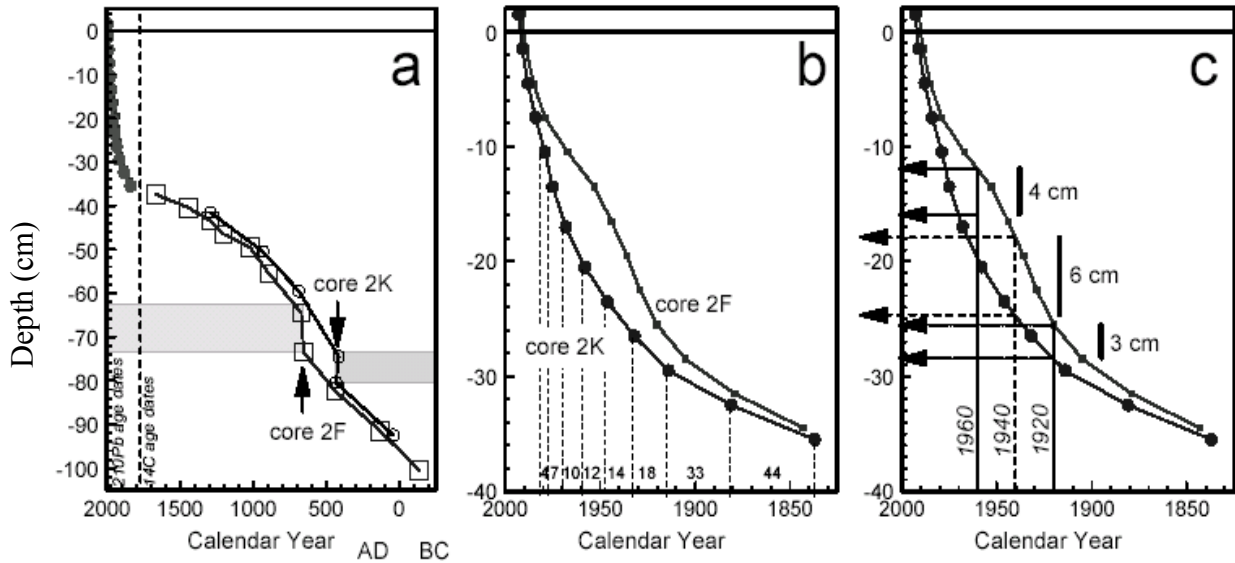 Depth (cm)
0
-10
-20
-30
-40
-50
-60
-70
-80
-90
-100
a
core 2K
core 2F
210Pb age dates
14C age dates
2000 1500 1000 500 0
Calendar Year
AD BC
0
-10
-20
-30
-40
b
core 2F
core 2K
47 10 12 14 18 33 44
2000 1950 1900 1850
Calendar Year
0
-10
-20
-30
-40
c
4 cm
6 cm
3 cm
1960
1940
1920
2000 1950 1900 1850
Calendar Year